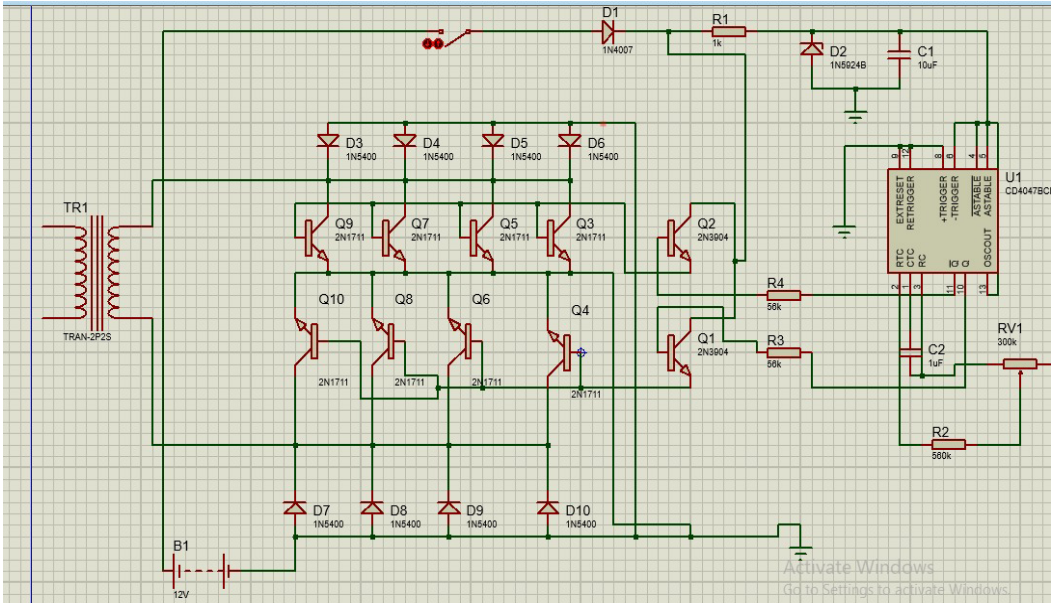 D1
1N4007
R1
1k
D2
1N5924B
C1
10uF
D3
1N5400
D4
1N5400
D5
1N5400
D6
1N5400
9
12
8
6
4
5
U1
CD4047BC
EXTRESET
RETRIGGER
+TRIGGER
-TRIGGER
ASTABLE
ASTABLE
RTC
CTC
RC
Q
OSCOUT
2
1
3
11
10
13
TR1
TRAN-2P2S
Q9
2N1711
Q7
2N1711
Q5
2N1711
Q3
2N1711
Q2
2N3904
R4
56k
Q10
2N1711
Q8
2N1711
Q6
2N1711
Q4
2N1711
Q1
2N3904
R3
56k
C2
1uF
RV1
300k
R2
560k
D7
1N5400
D8
1N5400
D9
1N5400
D10
1N5400
B1
12V
Activate Windows
Go to Settings to activate Windows.